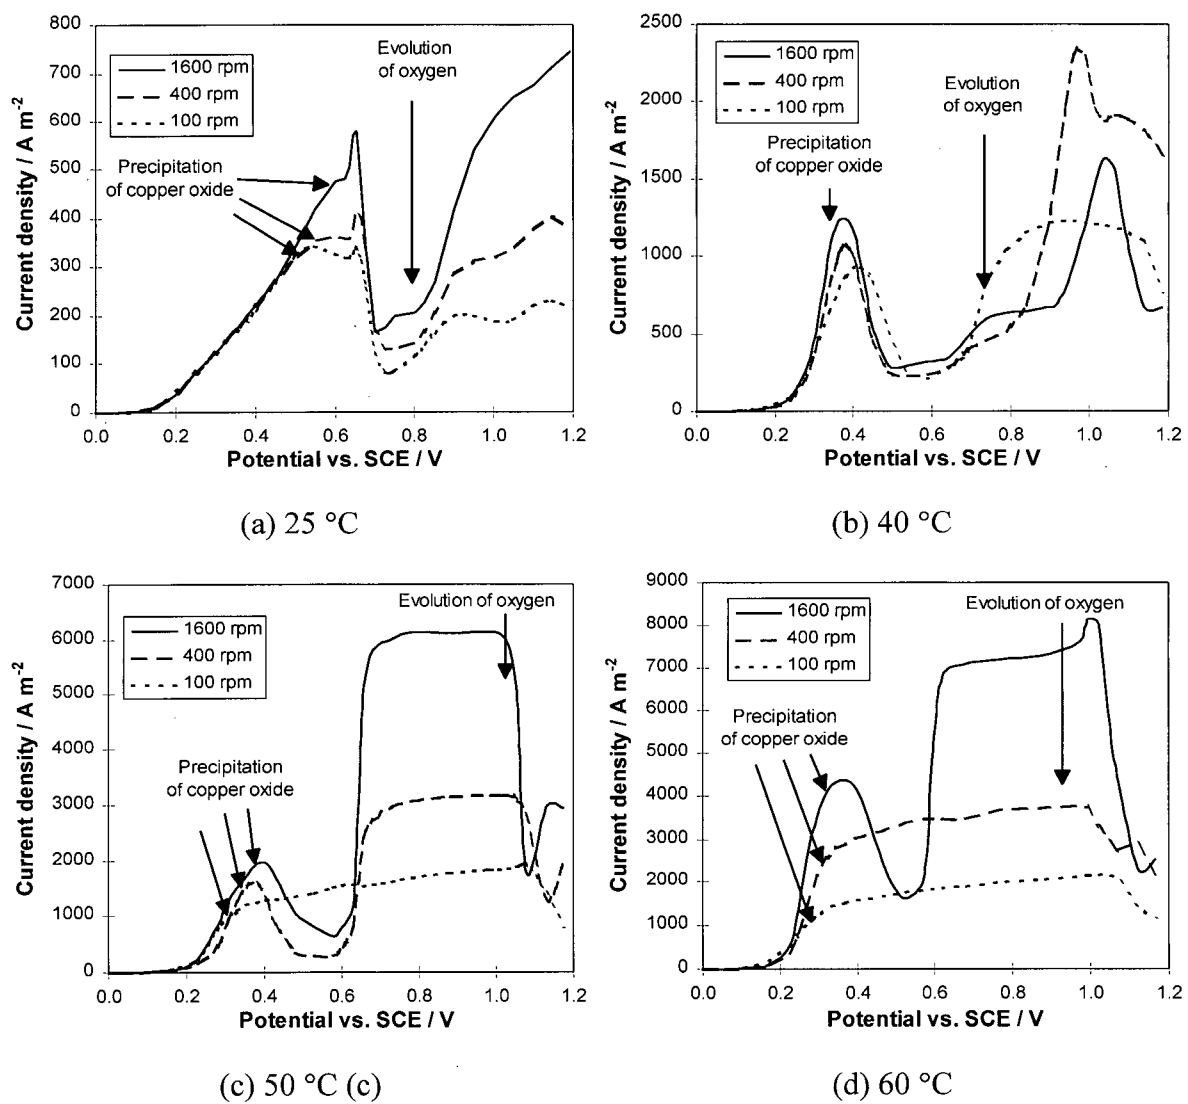 800
700
600
500
400
300
200
100
0
Current density / A m-2
1600 rpm
400 rpm
100 rpm
Evolution
of oxygen
Precipitation
of copper oxide
0.0 0.2 0.4 0.6 0.8 1.0 1.2
Potential vs. SCE / V
(a) 25 °C
2500
2000
1500
1000
500
0
Current density / A m-2
1600 rpm
400 rpm
100 rpm
Evolution
of oxygen
Precipitation
of copper oxide
0.0 0.2 0.4 0.6 0.8 1.0 1.2
Potential vs. SCE / V
(b) 40 °C
7000
6000
5000
4000
3000
2000
1000
0
Current density / A m-2
1600 rpm
400 rpm
100 rpm
Evolution of oxygen
Precipitation
of copper oxide
0.0 0.2 0.4 0.6 0.8 1.0 1.2
Potential vs. SCE / V
(c) 50 °C (c)
9000
8000
7000
6000
5000
4000
3000
2000
1000
0
Current density / A m-2
1600 rpm
400 rpm
100 rpm
Evolution of oxygen
Precipitation
of copper oxide
0.0 0.2 0.4 0.6 0.8 1.0 1.2
Potential vs. SCE / V
(d) 60 °C